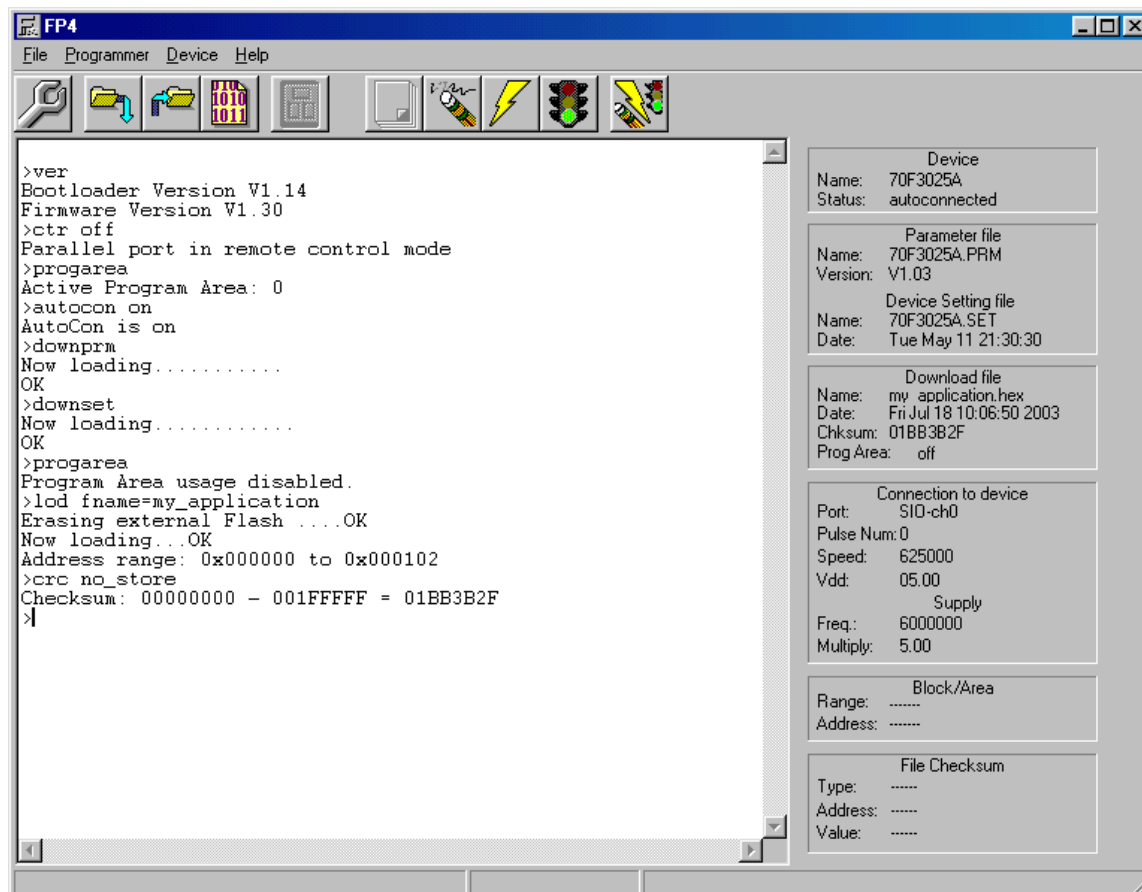 FP4
File Programmer Device Help
010
1010
1011
>ver
Bootloader Version V1.14
Firmware Version V1.30
>ctr off
Parallel port in remote control mode
>progarea
Active Program Area: 0
>autocon on
AutoCon is on
>downprm
Now loading...........
OK
>downset
Now loading............
OK
>progarea
Program Area usage disabled.
>lod fname=my_application
Erasing external Flash ....OK
Now loading...OK
Address range: 0x000000 to 0x000102
>crc no_store
Checksum: 00000000 - 001FFFFF = 01BB3B2F
>
Device
Name: 70F3025A
Status: autoconnected
Parameter file
Name: 70F3025A.PRM
Version: V1.03
Device Setting file
Name: 70F3025A.SET
Date: Tue May 11 21:30:30
Download file
Name: my_application.hex
Date: Fri Jul 18 10:06:50 2003
Chksum: 01BB3B2F
Prog Area: off
Connection to device
Port: SIO-ch0
Pulse Num: 0
Speed: 625000
Vdd: 05.00
Supply
Freq.: 6000000
Multiply: 5.00
Block/Area
Range: -------
Address: -------
File Checksum
Type: ------
Address: ------
Value: ------